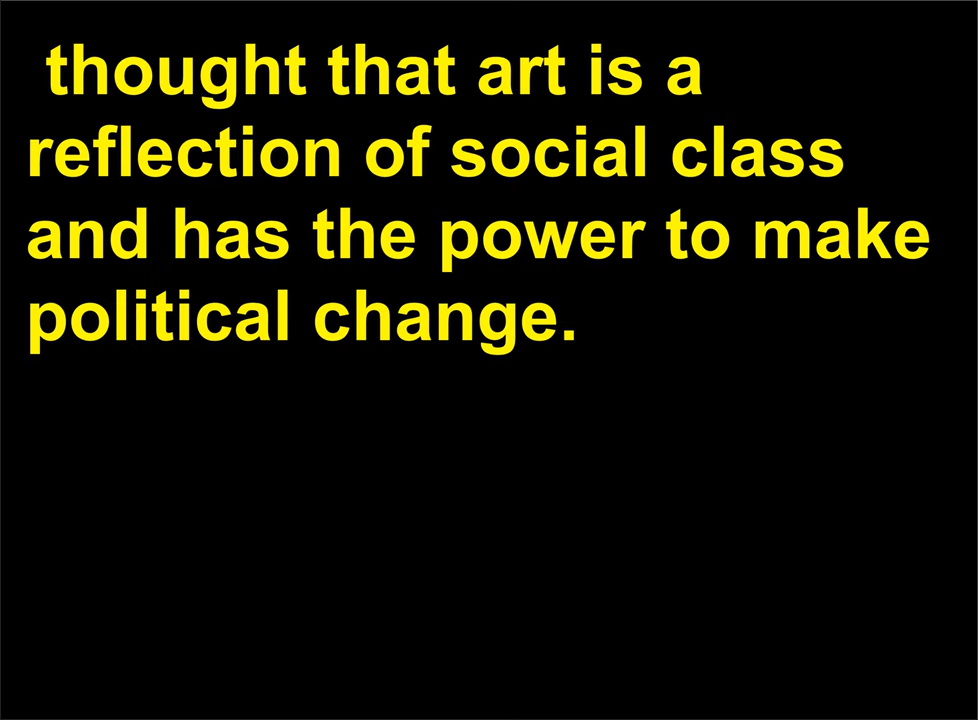 thought that art is a
reflection of social class
and has the power to make
political change.